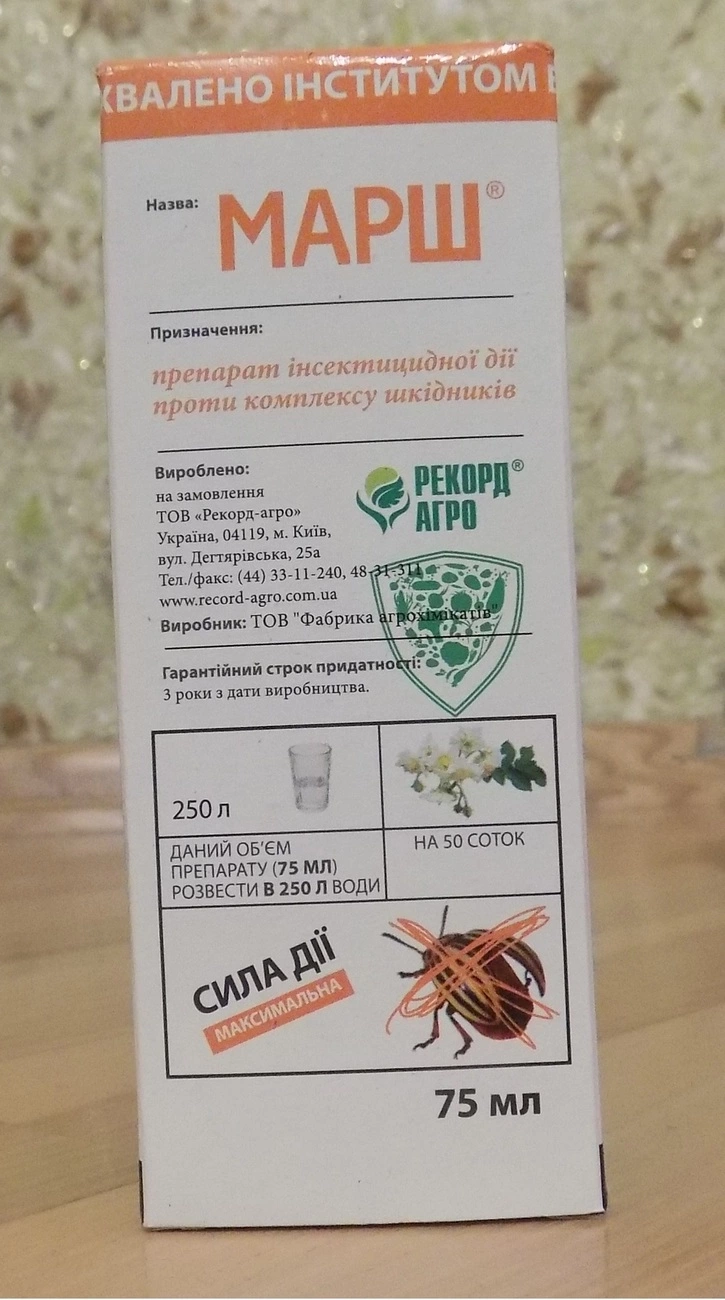 ХВАЛЕНО ІНСТИТУТОМ
Назва:
МАРШ®
Призначення:
препарат інсектицидної дії
проти комплексу шкідників
Вироблено:
на замовлення
ТОВ «Рекорд-агро»
Україна, 04119, м. Київ,
вул. Дегтярівська, 25а
Тел./факс: (44) 33-11-240, 48-31-311
www.record-agro.com.ua
РЕКОРД®
АГРО
Виробник: ТОВ "Фабрика агрохімікатів"
Гарантійний строк придатності:
3 роки з дати виробництва.
250 л
ДАНИЙ ОБ'ЄМ
ПРЕПАРАТУ (75 МЛ)
РОЗВЕСТИ В 250 Л ВОДИ
НА 50 СОТОК
СИЛА ДІЇ
МАКСИМАЛЬНА
75 мл